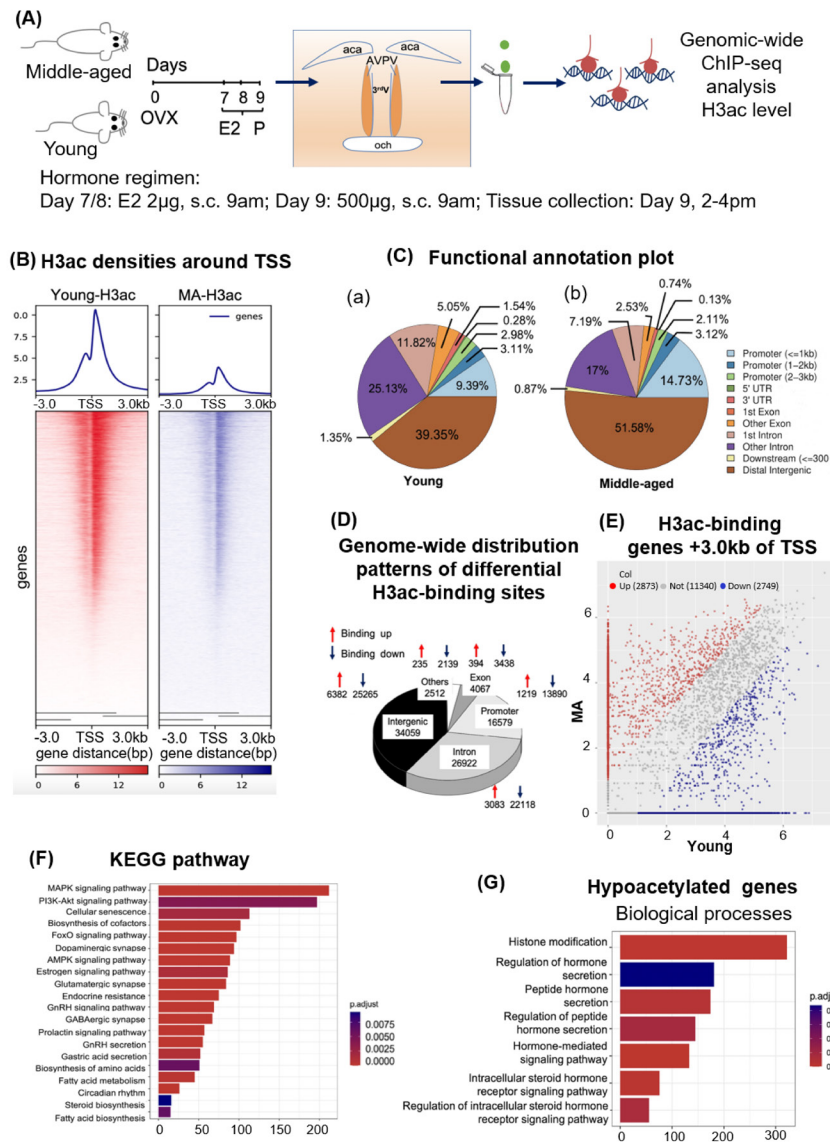 (A)
Middle-aged
Young
Days
0
7 8 9
OVX
E2 P
aca
aca
AVPV
3rdV
och
Genomic-wide
ChIP-seq
analysis
H3ac level
Hormone regimen:
Day 7/8: E2 2μg, s.c. 9am; Day 9: 500μg, s.c. 9am; Tissue collection: Day 9, 2-4pm
(B) H3ac densities around TSS
Young-H3ac
MA-H3ac
0.0
5.0
7.5
5.0
2.5
genes
-3.0 TSS 3.0kb
-3.0 TSS 3.0kb
genes
-3.0 TSS 3.0kb
-3.0 TSS 3.0kb
gene distance(bp)
gene distance(bp)
0 5 10 15
0 5 10 15
(C) Functional annotation plot
(a)
5.05%
1.54%
0.28%
2.98%
3.11%
11.82%
25.13%
9.39%
1.35%
39.35%
Young
(b)
0.74%
0.13%
2.11%
3.12%
2.53%
7.19%
17%
14.73%
0.87%
51.58%
Middle-aged
Promoter (<=1kb)
Promoter (1-2kb)
Promoter (2-3kb)
5' UTR
3' UTR
1st Exon
Other Exon
1st Intron
Other Intron
Downstream (<=300
Distal Intergenic
(D)
Genome-wide distribution
patterns of differential
H3ac-binding sites
Binding up
Binding down
235 2139
394 3438
6382 25265
1219 13890
Others
2512
Exon
4067
Promoter
16579
Intergenic
34059
Intron
26922
3083 22118
(E) H3ac-binding
genes +3.0kb of TSS
Col
Up (2873) Not (11340) Down (2749)
6
4
2
0
MA
0 2 4 6
Young
(F) KEGG pathway
MAPK signaling pathway
PI3K-Akt signaling pathway
Cellular senescence
Biosynthesis of cofactors
FoxO signaling pathway
Dopaminergic synapse
AMPK signaling pathway
Estrogen signaling pathway
Glutamatergic synapse
Endocrine resistance
GnRH signaling pathway
GABAergic synapse
Prolactin signaling pathway
GnRH secretion
Gastric acid secretion
Biosynthesis of amino acids
Fatty acid metabolism
Circadian rhythm
Steroid biosynthesis
Fatty acid biosynthesis
0 50 100 150 200
p.adjust
0.0075
0.0050
0.0025
0.0000
(G) Hypoacetylated genes
Biological processes
Histone modification
Regulation of hormone
secretion
Peptide hormone
secretion
Regulation of peptide
hormone secretion
Hormone-mediated
signaling pathway
Intracellular steroid hormone
receptor signaling pathway
Regulation of intracellular steroid hormone
receptor signaling pathway
0 100 200 300
p.adj